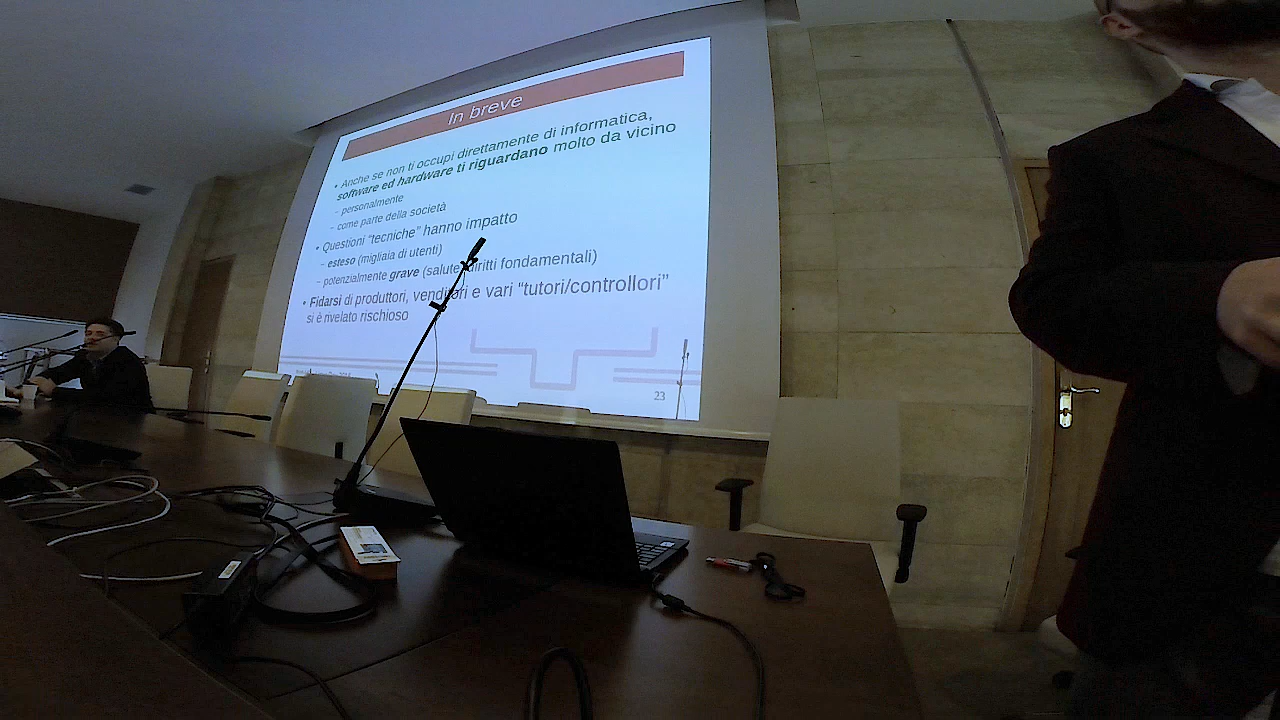 In breve
• Anche se non ti occupi direttamente di informatica,
software ed hardware ti riguardano molto da vicino
– personalmente
– come parte della società
• Questioni “tecniche” hanno impatto
– esteso (migliaia di utenti)
– potenzialmente grave (salute, diritti fondamentali)
• Fidarsi di produttori, venditori e vari “tutori/controllori”
si è rivelato rischioso
23